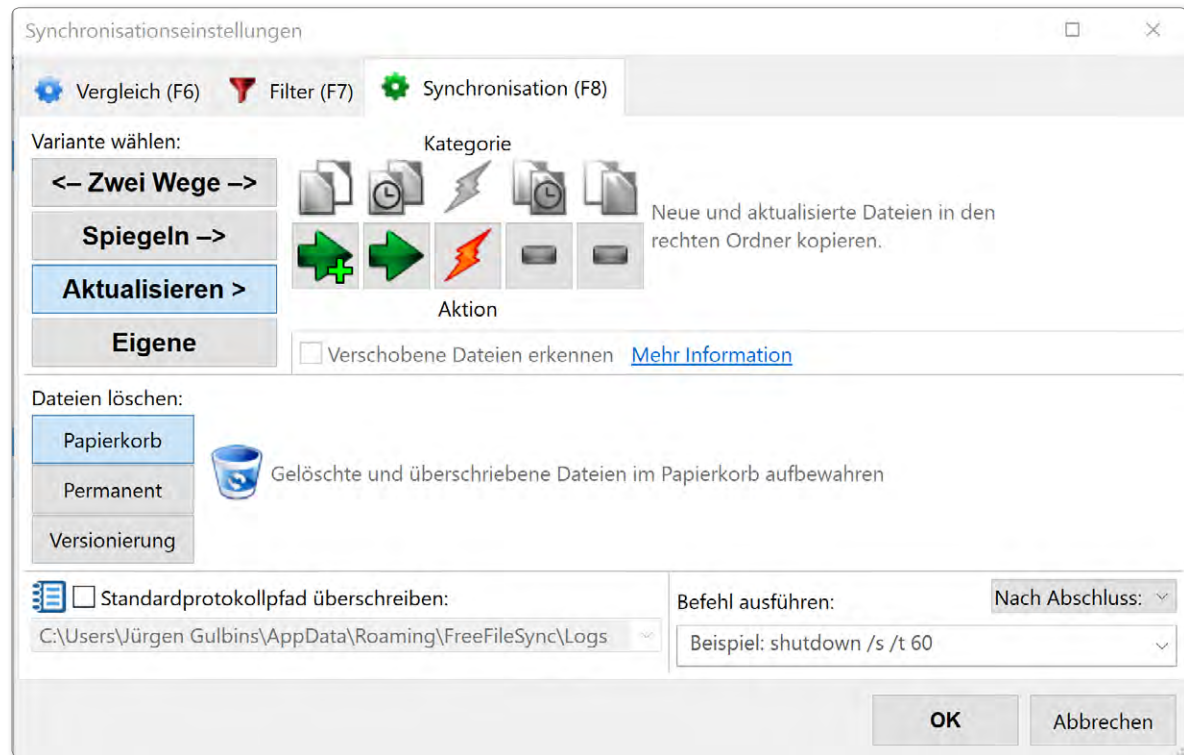 Synchronisationseinstellungen
Vergleich (F6)
Filter (F7)
Synchronisation (F8)
Variante wählen:
Kategorie
<– Zwei Wege –>
Spiegeln –>
Aktualisieren >
Eigene
Neue und aktualisierte Dateien in den
rechten Ordner kopieren.
Aktion
Verschobene Dateien erkennen Mehr Information
Dateien löschen:
Papierkorb
Permanent
Versionierung
Gelöschte und überschriebene Dateien im Papierkorb aufbewahren
Standardprotokollpfad überschreiben:
C:\Users\Jürgen Gulbins\AppData\Roaming\FreeFileSync\Logs
Befehl ausführen:
Nach Abschluss:
Beispiel: shutdown /s /t 60
OK
Abbrechen